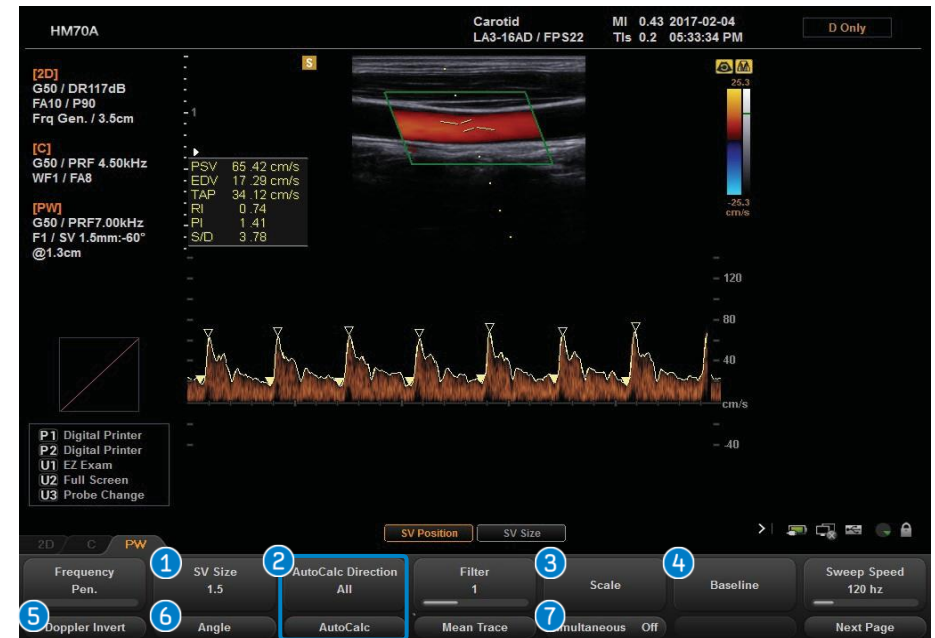 HM70A
Carotid
LA3-16AD / FPS22
MI 0.43 2017-02-04
TIs 0.2 05:33:34 PM
D Only
[2D]
G50 / DR117dB
FA10 / P90
Frq Gen. / 3.5cm
[C]
G50 / PRF 4.50kHz
WF1 / FA8
[PW]
G50 / PRF7.00kHz
F1 / SV 1.5mm:-60°
@1.3cm
S
1
PSV 65.42 cm/s
EDV 17.29 cm/s
TAP 34.12 cm/s
RI 0.74
PI 1.41
S/D 3.78
25.3
-25.3
cm/s
120
80
40
cm/s
-40
P1 Digital Printer
P2 Digital Printer
U1 EZ Exam
U2 Full Screen
U3 Probe Change
SV Position
SV Size
2D
C
PW
Frequency
Pen.
1
SV Size
1.5
2
AutoCalc Direction
All
Filter
1
3
Scale
4
Baseline
Sweep Speed
120 hz
5
Doppler Invert
6
Angle
AutoCalc
Mean Trace
7
Simultaneous Off
Next Page